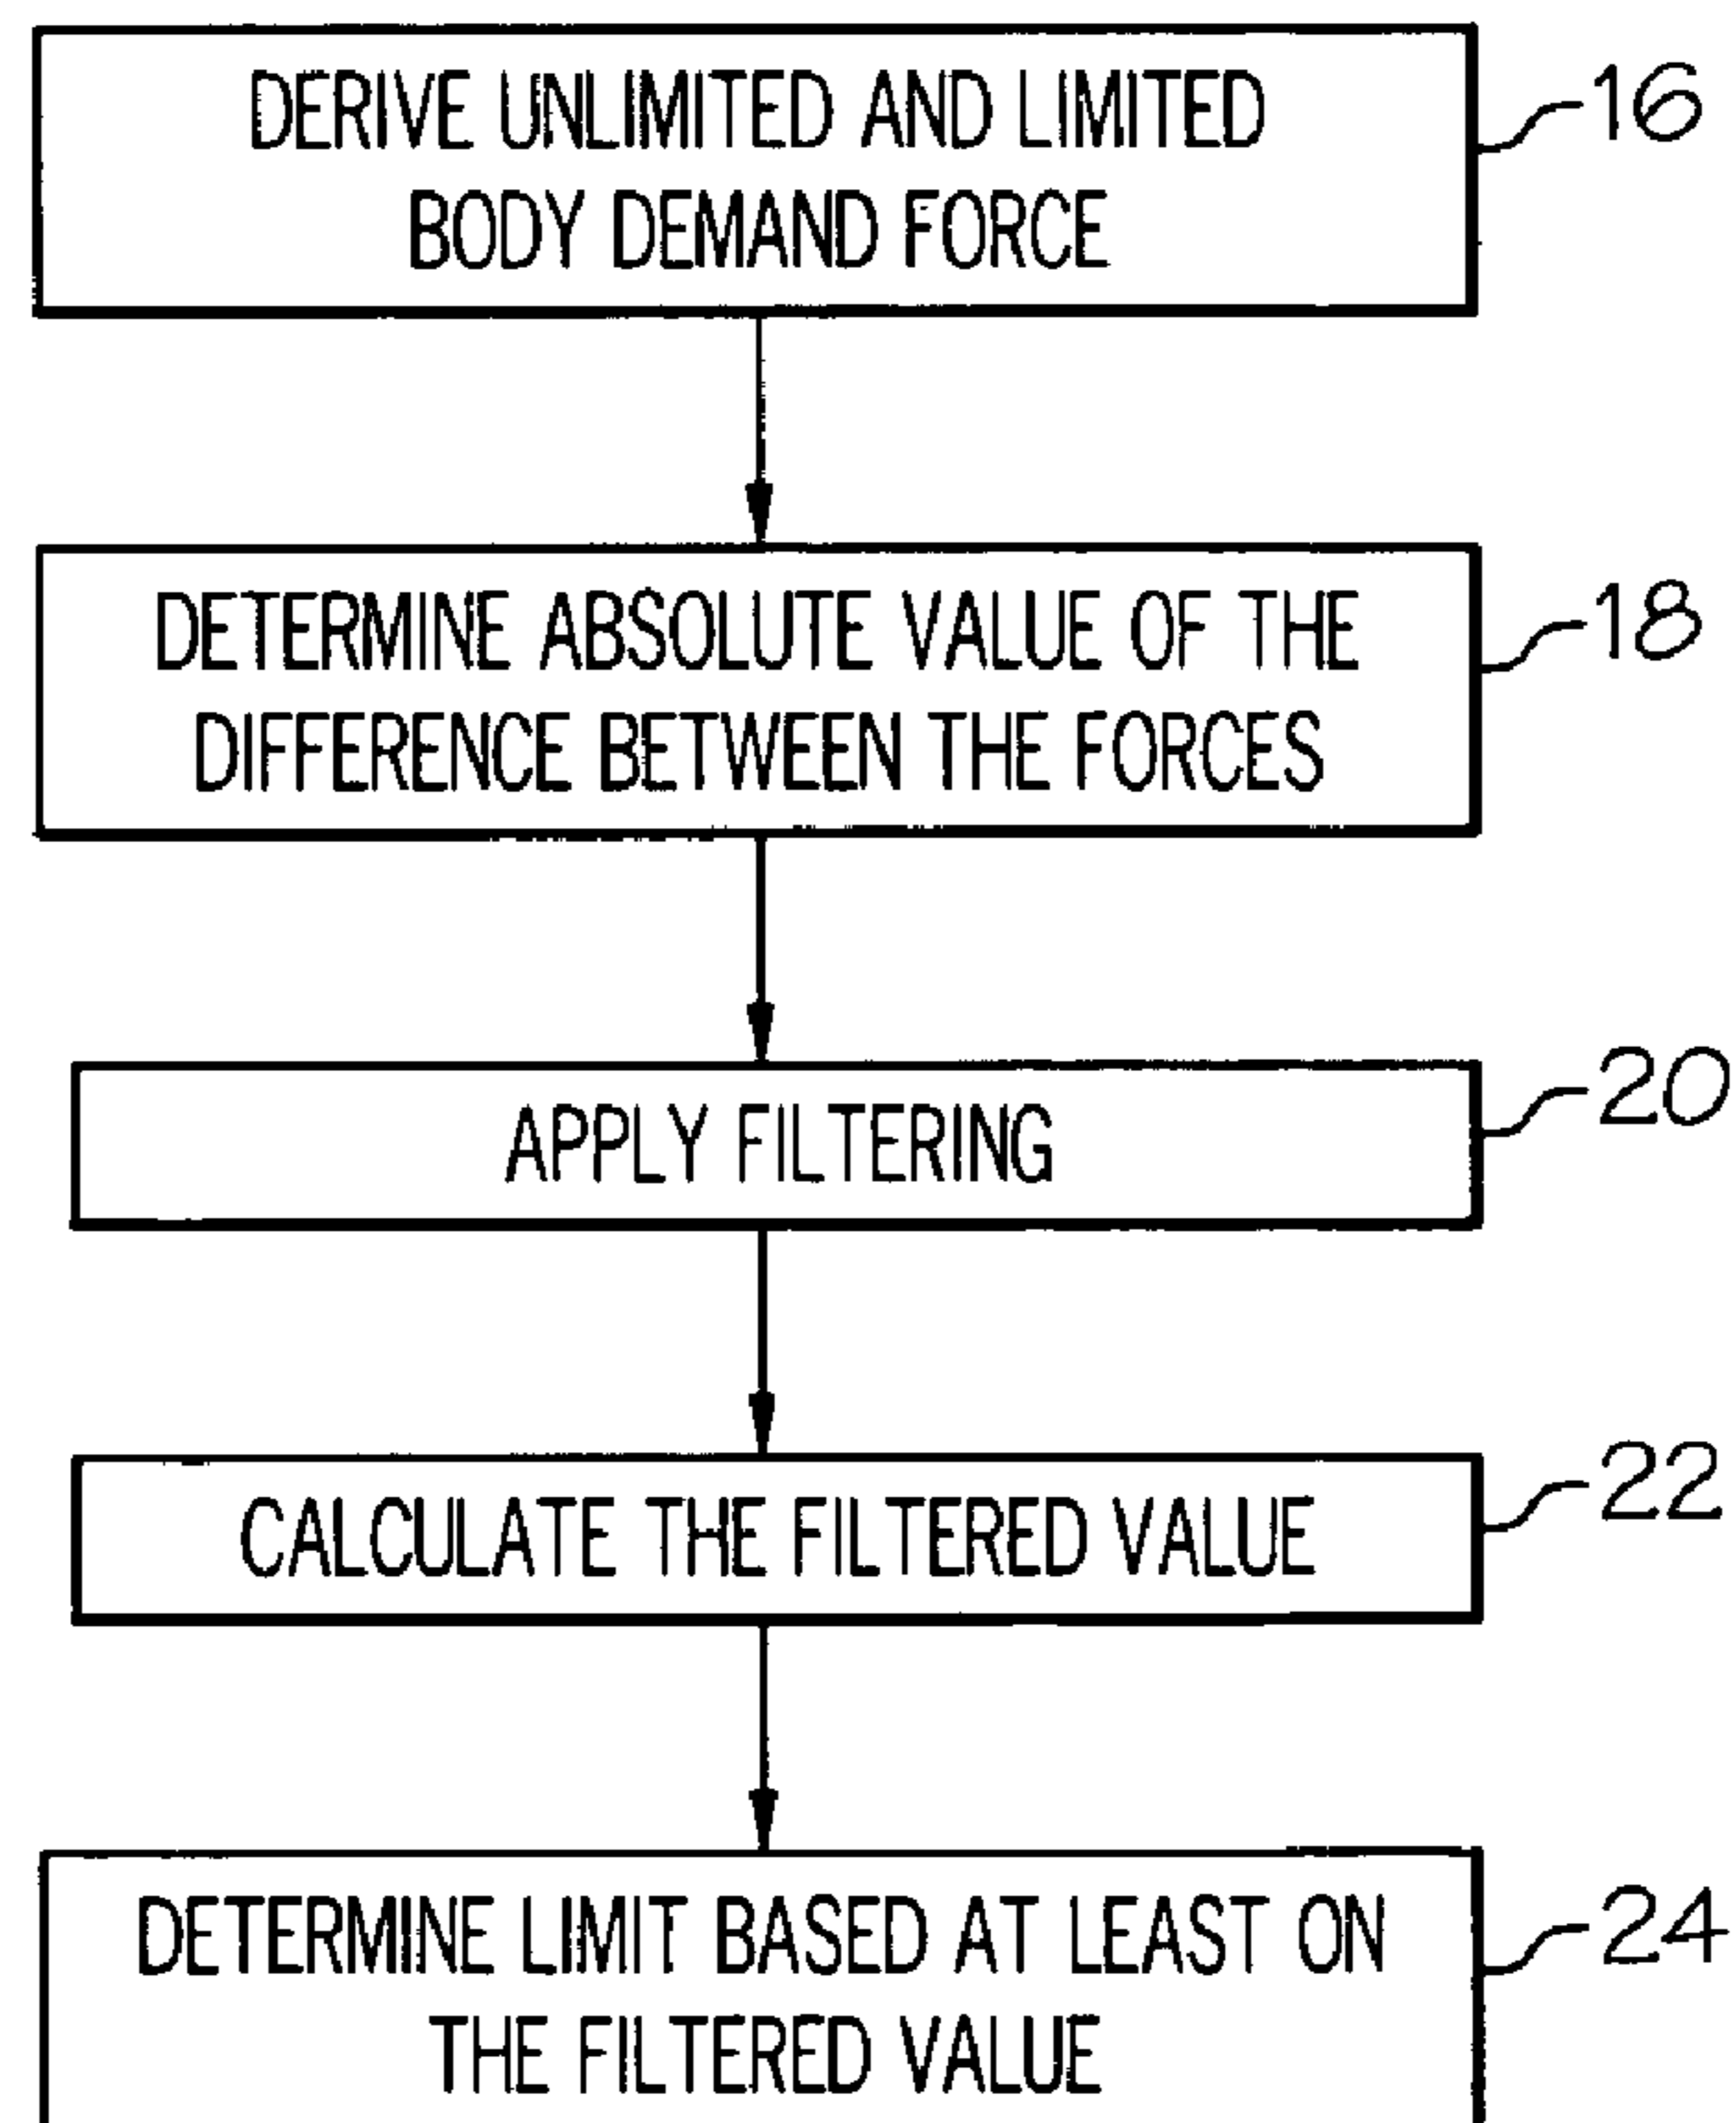 DERIVE UNLIMITED AND LIMITED
BODY DEMAND FORCE
16
DETERMINE ABSOLUTE VALUE OF THE
DIFFERENCE BETWEEN THE FORCES
18
APPLY FILTERING
20
CALCULATE THE FILTERED VALUE
22
DETERMINE LIMIT BASED AT LEAST ON
THE FILTERED VALUE
24